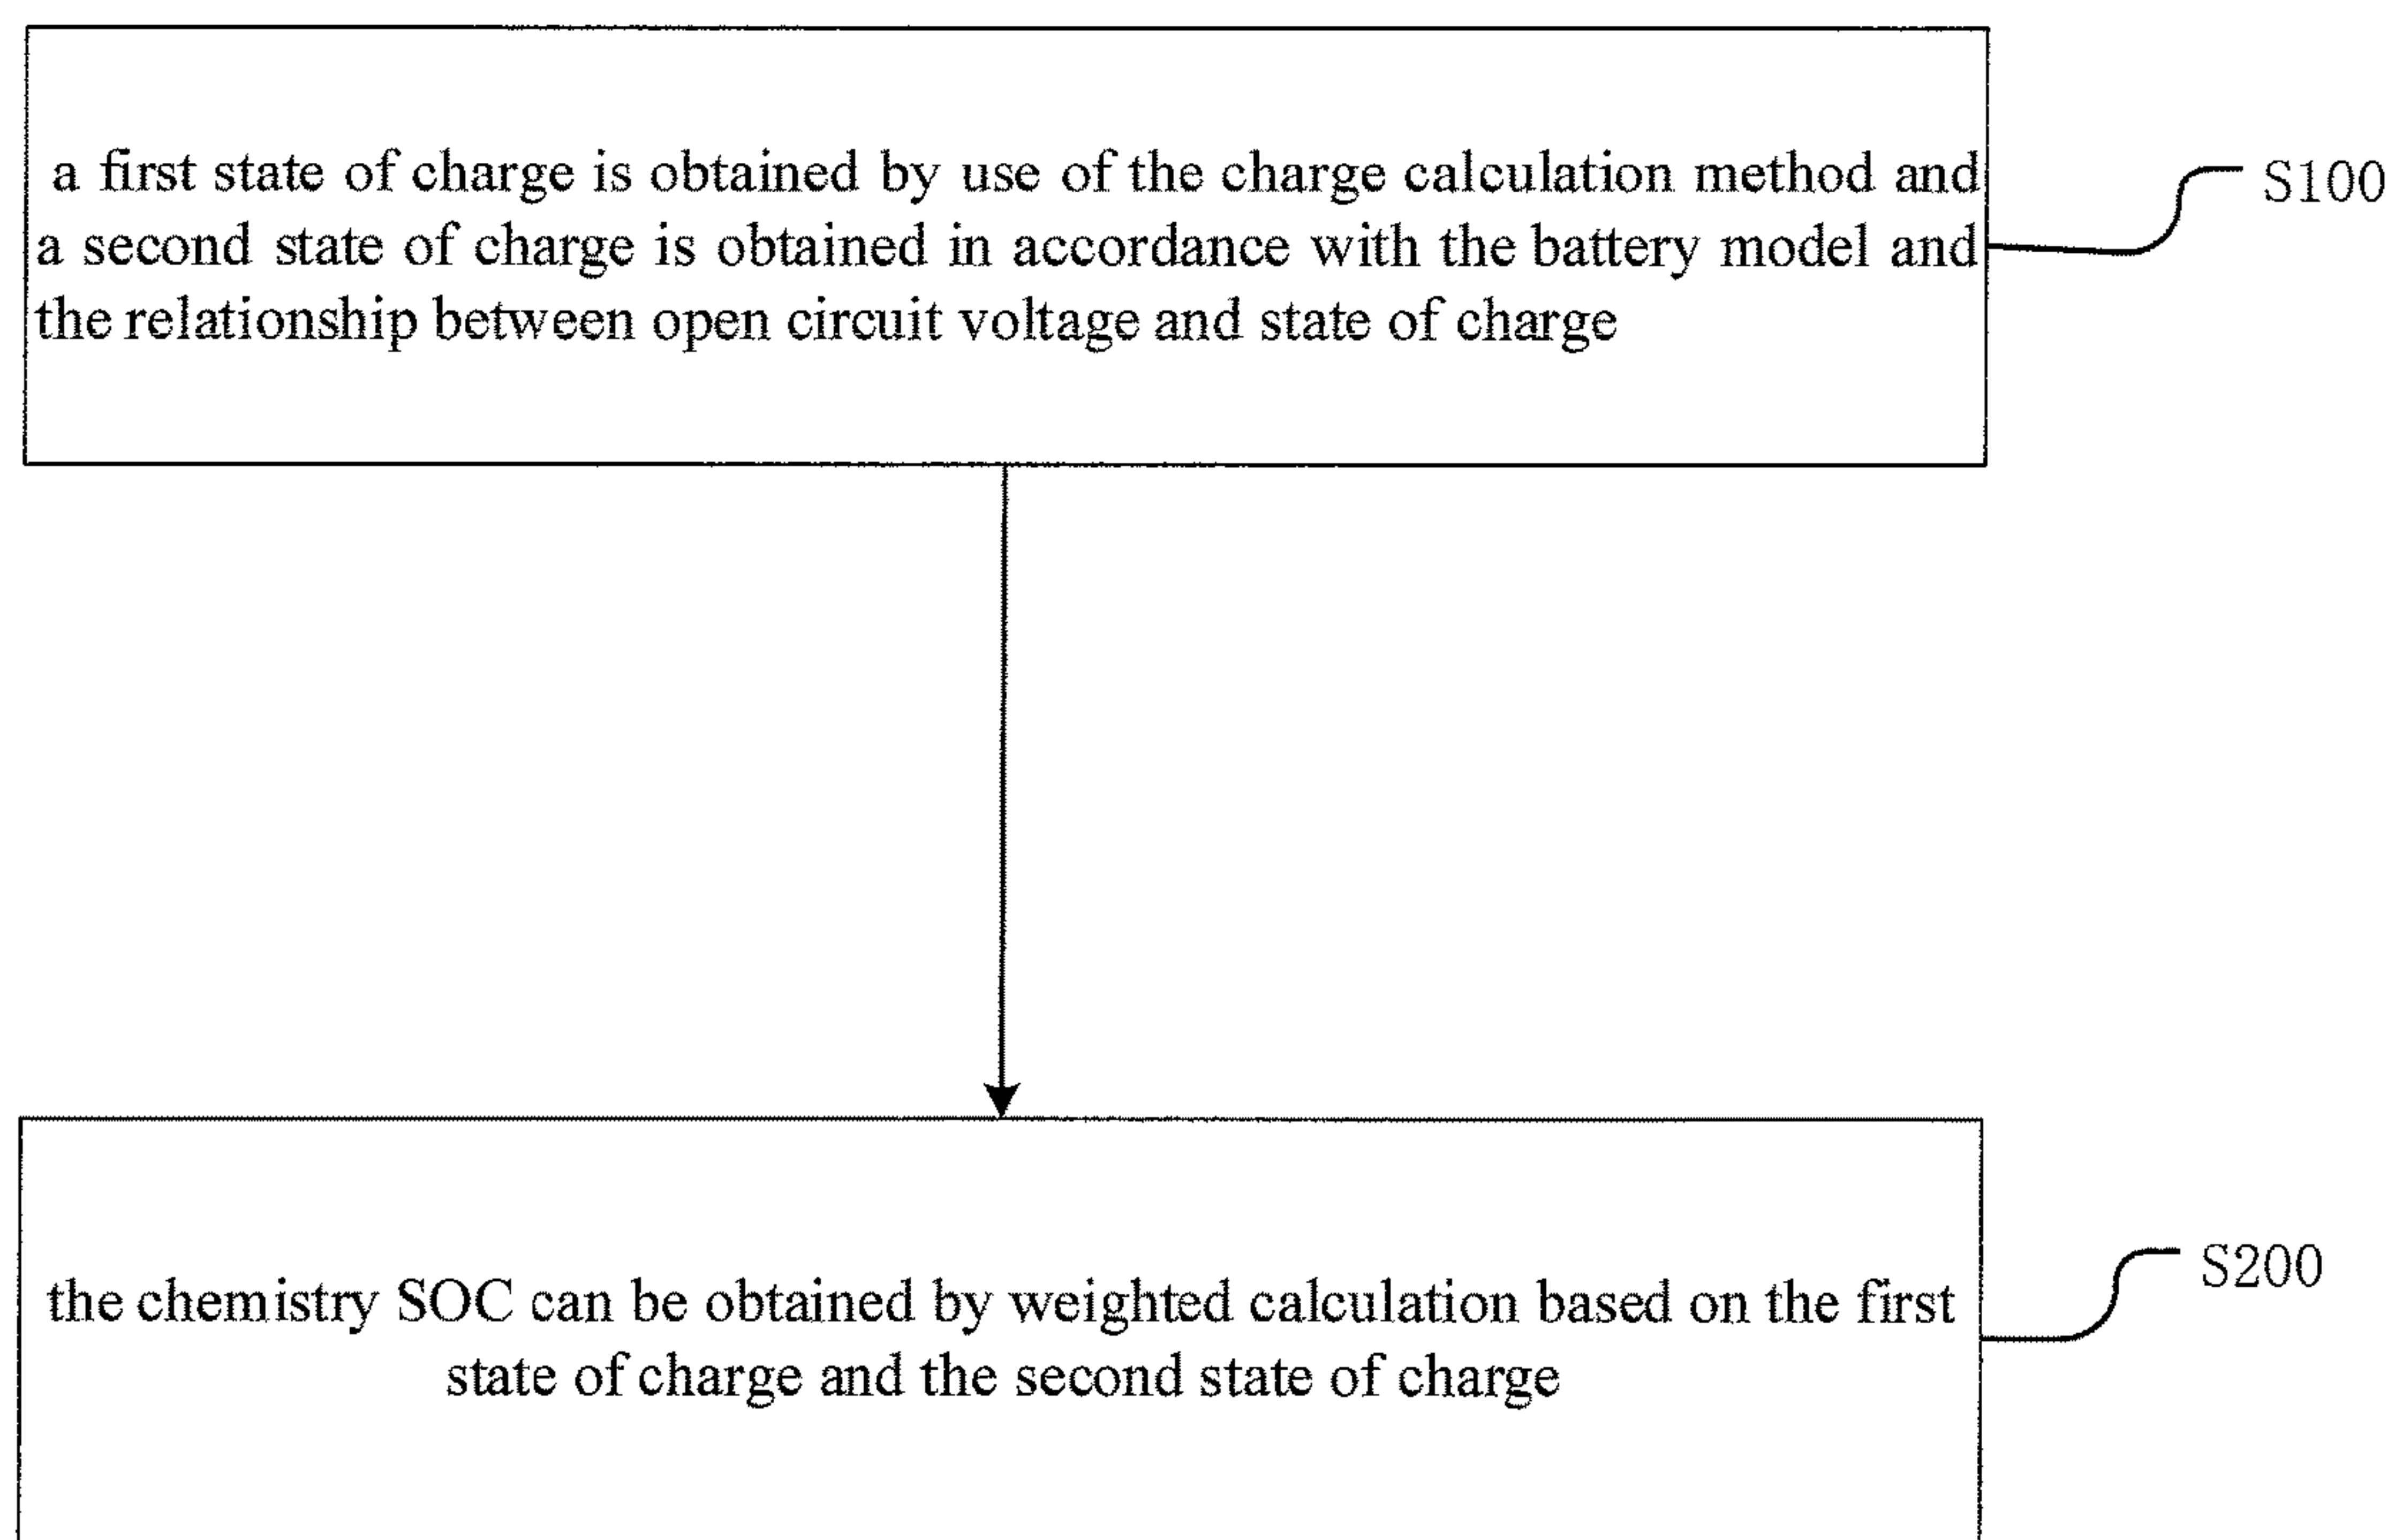 a first state of charge is obtained by use of the charge calculation method and
a second state of charge is obtained in accordance with the battery model and
the relationship between open circuit voltage and state of charge
S100
the chemistry SOC can be obtained by weighted calculation based on the first
state of charge and the second state of charge
S200